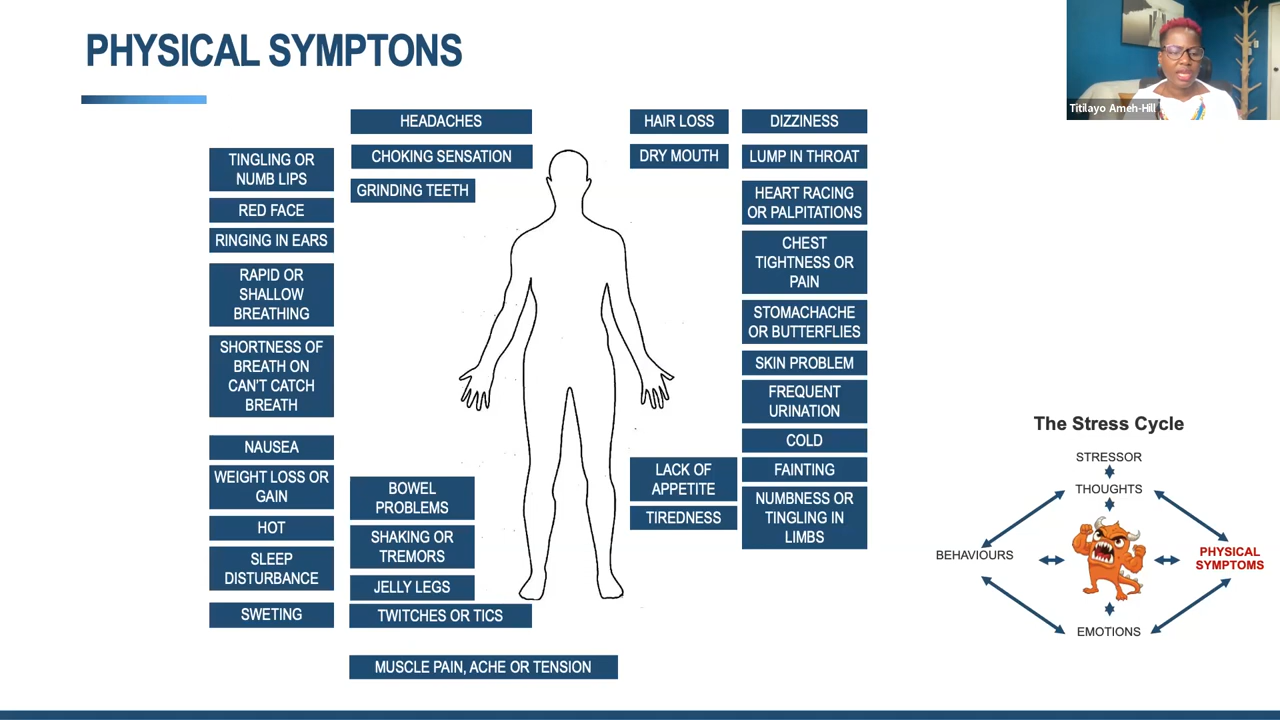 PHYSICAL SYMPTONS
Titilayo Ameh-Hill
HEADACHES
CHOKING SENSATION
GRINDING TEETH
HAIR LOSS
DRY MOUTH
DIZZINESS
LUMP IN THROAT
HEART RACING
OR PALPITATIONS
CHEST
TIGHTNESS OR
PAIN
STOMACHACHE
OR BUTTERFLIES
SKIN PROBLEM
FREQUENT
URINATION
COLD
FAINTING
NUMBNESS OR
TINGLING IN
LIMBS
TINGLING OR
NUMB LIPS
RED FACE
RINGING IN EARS
RAPID OR
SHALLOW
BREATHING
SHORTNESS OF
BREATH ON
CAN'T CATCH
BREATH
NAUSEA
WEIGHT LOSS OR
GAIN
HOT
SLEEP
DISTURBANCE
SWETING
BOWEL
PROBLEMS
SHAKING OR
TREMORS
JELLY LEGS
TWITCHES OR TICS
MUSCLE PAIN, ACHE OR TENSION
LACK OF
APPETITE
TIREDNESS
The Stress Cycle
STRESSOR
THOUGHTS
BEHAVIOURS
PHYSICAL
SYMPTOMS
EMOTIONS